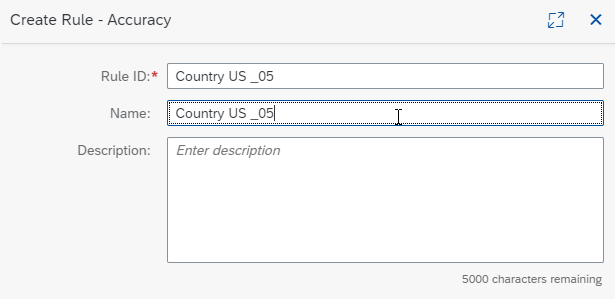 Create Rule - Accuracy
Rule ID:* Country US _05
Name: Country US _05
Description: Enter description
5000 characters remaining